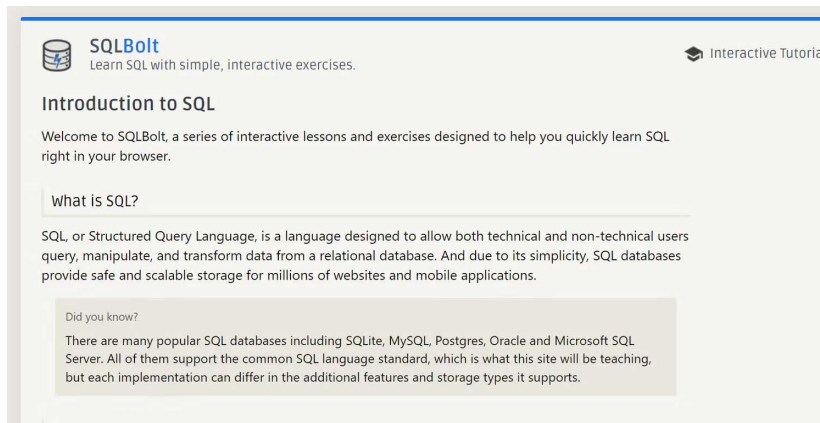 SQLBolt
Learn SQL with simple, interactive exercises.
Interactive Tutoria
Introduction to SQL
Welcome to SQLBolt, a series of interactive lessons and exercises designed to help you quickly learn SQL
right in your browser.
What is SQL?
SQL, or Structured Query Language, is a language designed to allow both technical and non-technical users
query, manipulate, and transform data from a relational database. And due to its simplicity, SQL databases
provide safe and scalable storage for millions of websites and mobile applications.
Did you know?
There are many popular SQL databases including SQLite, MySQL, Postgres, Oracle and Microsoft SQL
Server. All of them support the common SQL language standard, which is what this site will be teaching,
but each implementation can differ in the additional features and storage types it supports.